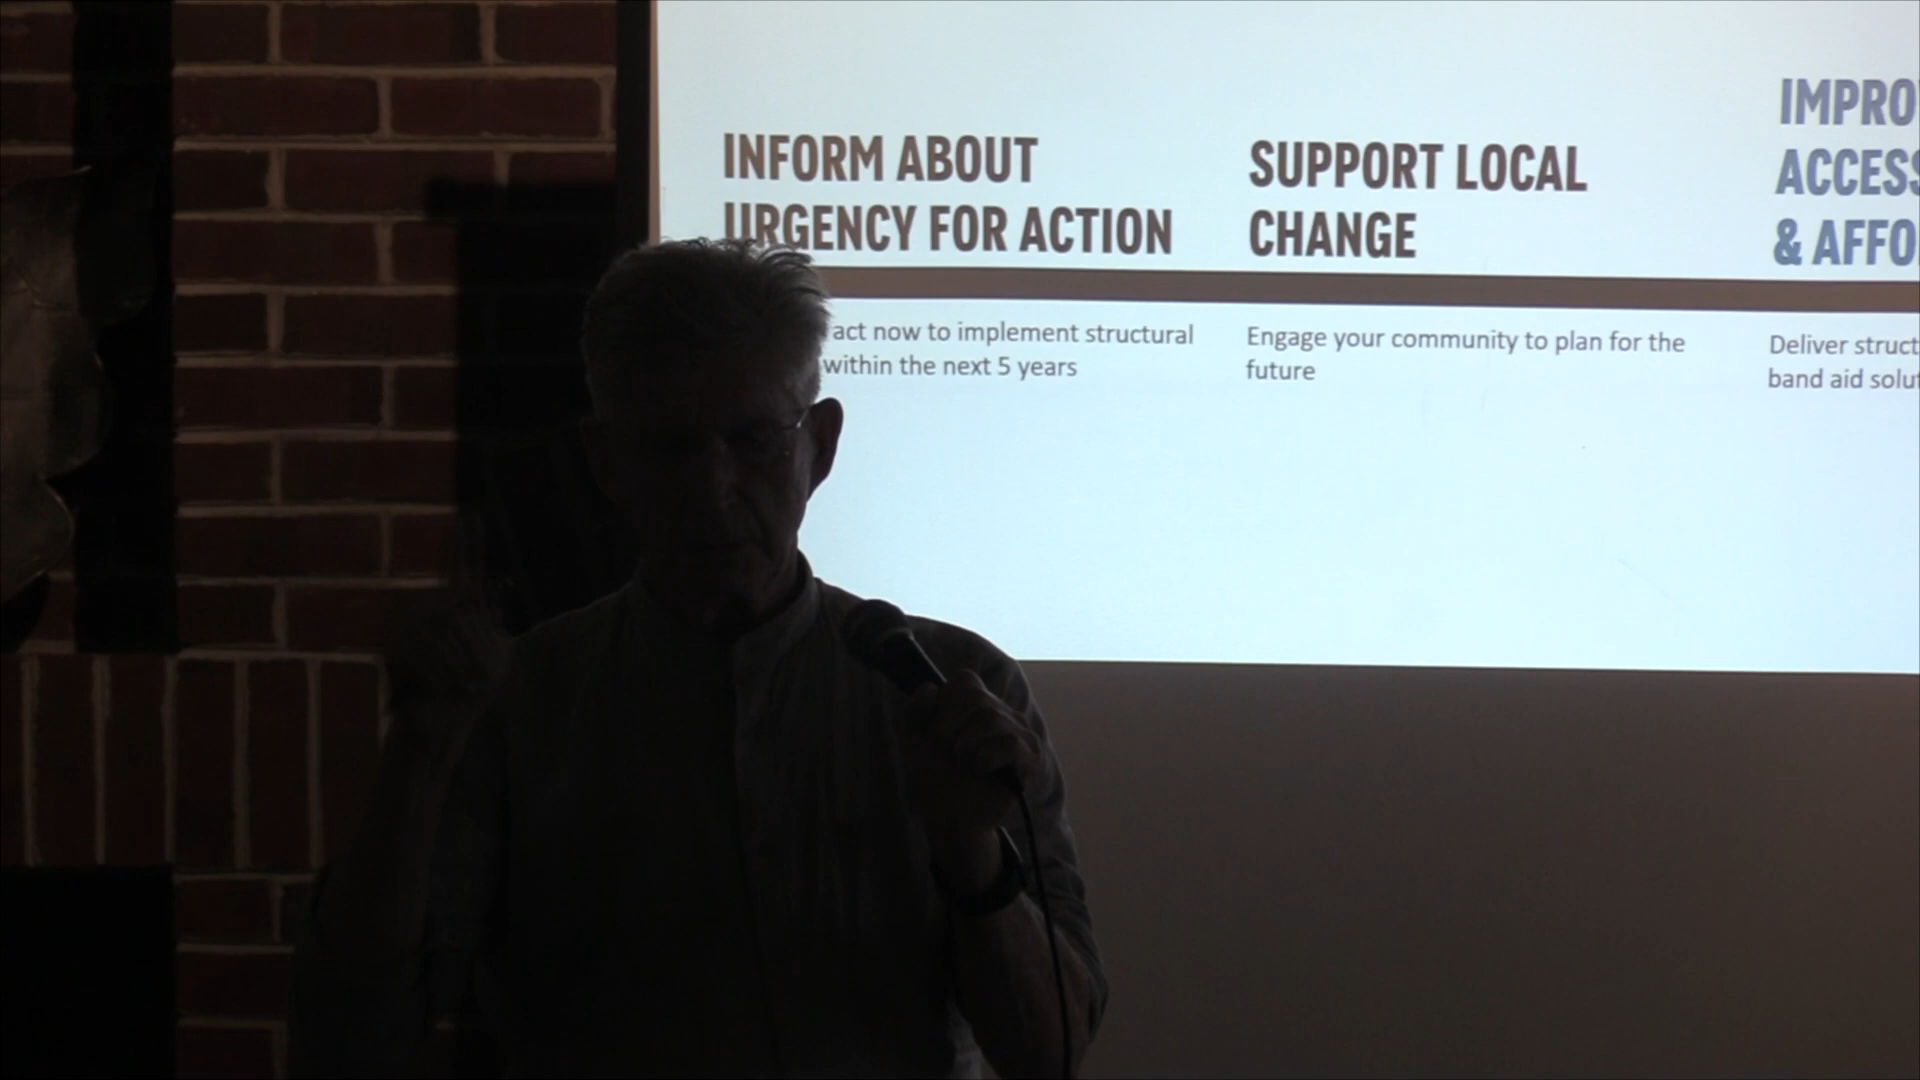 INFORM ABOUT
URGENCY FOR ACTION
act now to implement structural
within the next 5 years
SUPPORT LOCAL
CHANGE
Engage your community to plan for the
future
IMPRO
ACCESS
& AFFO
Deliver struct
band aid solu